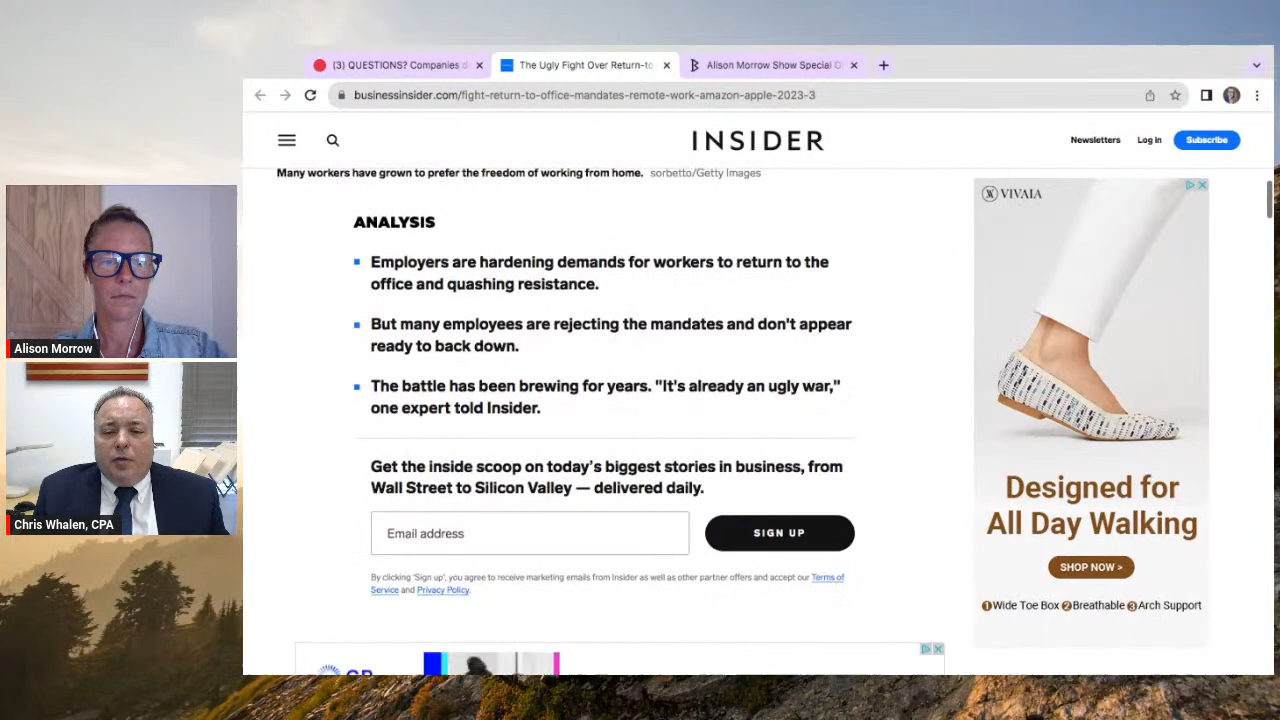 (3) QUESTIONS? Companies d
The Ugly Fight Over Return-to
Alison Morrow Show Special O
businessinsider.com/fight-return-to-office-mandates-remote-work-amazon-apple-2023-3
INSIDER
Newsletters
Log in
Subscribe
Many workers have grown to prefer the freedom of working from home. sorbetto/Getty Images
ANALYSIS
Employers are hardening demands for workers to return to the
office and quashing resistance.
But many employees are rejecting the mandates and don't appear
ready to back down.
The battle has been brewing for years. "It's already an ugly war,"
one expert told Insider.
Get the inside scoop on today's biggest stories in business, from
Wall Street to Silicon Valley — delivered daily.
Email address
SIGN UP
By clicking 'Sign up', you agree to receive marketing emails from Insider as well as other partner offers and accept our Terms of
Service and Privacy Policy.
VIVAIA
Designed for
All Day Walking
SHOP NOW >
1 Wide Toe Box 2 Breathable 3 Arch Support
Alison Morrow
Chris Whalen, CPA